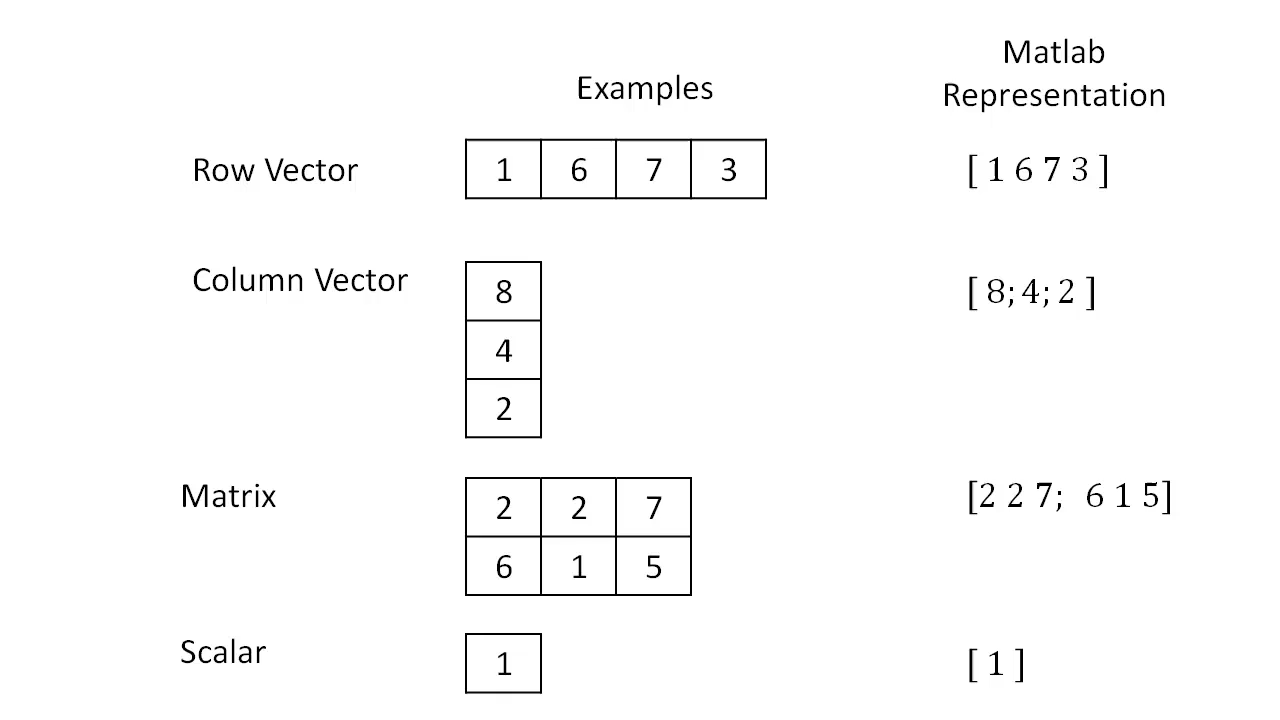 Matlab
Representation
Examples
Row Vector 1 6 7 3 [ 1 6 7 3 ]
Column Vector 8 [ 8; 4; 2 ]
4
2
Matrix 2 2 7 [2 2 7; 6 1 5]
6 1 5
Scalar 1 [ 1 ]